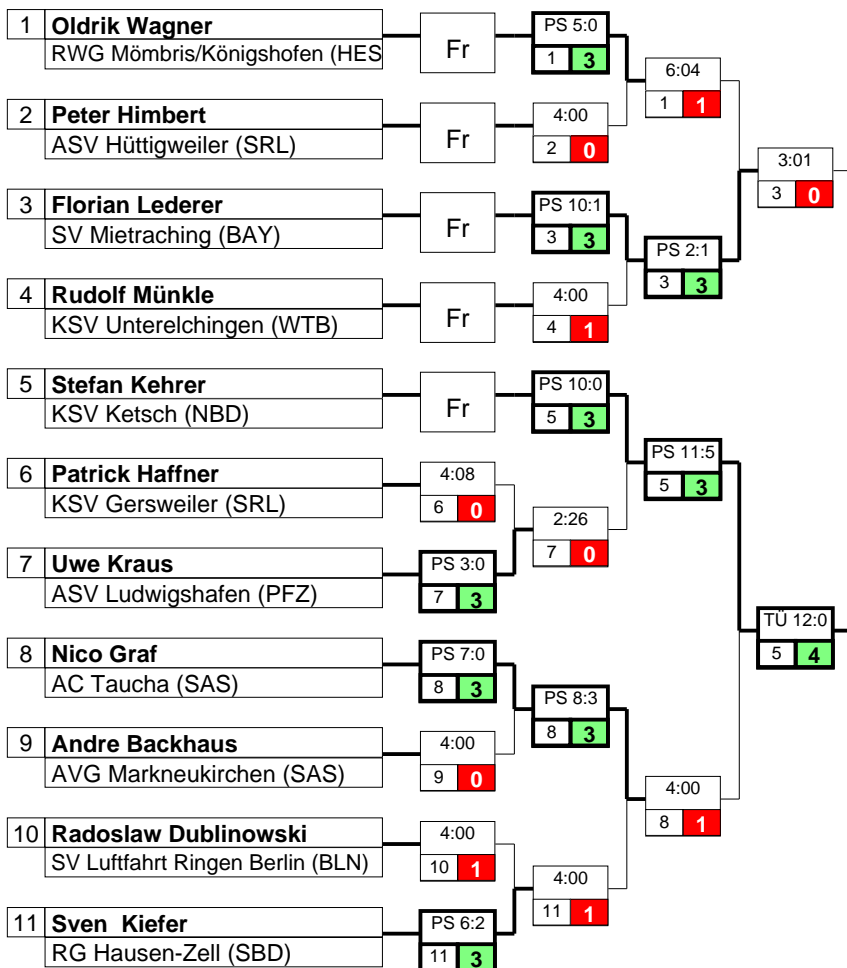 1 Oldrik Wagner
RWG Mömbris/Königshofen (HES
Fr
PS 5:0
1 3
6:04
1 1
2 Peter Himbert
ASV Hüttigweiler (SRL)
Fr
4:00
2 0
3:01
3 0
3 Florian Lederer
SV Mietraching (BAY)
Fr
PS 10:1
3 3
PS 2:1
3 3
4 Rudolf Münkle
KSV Unterelchingen (WTB)
Fr
4:00
4 1
5 Stefan Kehrer
KSV Ketsch (NBD)
Fr
PS 10:0
5 3
PS 11:5
5 3
6 Patrick Haffner
KSV Gersweiler (SRL)
4:08
6 0
2:26
7 0
7 Uwe Kraus
ASV Ludwigshafen (PFZ)
PS 3:0
7 3
TÜ 12:0
5 4
8 Nico Graf
AC Taucha (SAS)
PS 7:0
8 3
PS 8:3
8 3
9 Andre Backhaus
AVG Markneukirchen (SAS)
4:00
9 0
4:00
8 1
10 Radoslaw Dublinowski
SV Luftfahrt Ringen Berlin (BLN)
4:00
10 1
4:00
11 1
11 Sven Kiefer
RG Hausen-Zell (SBD)
PS 6:2
11 3